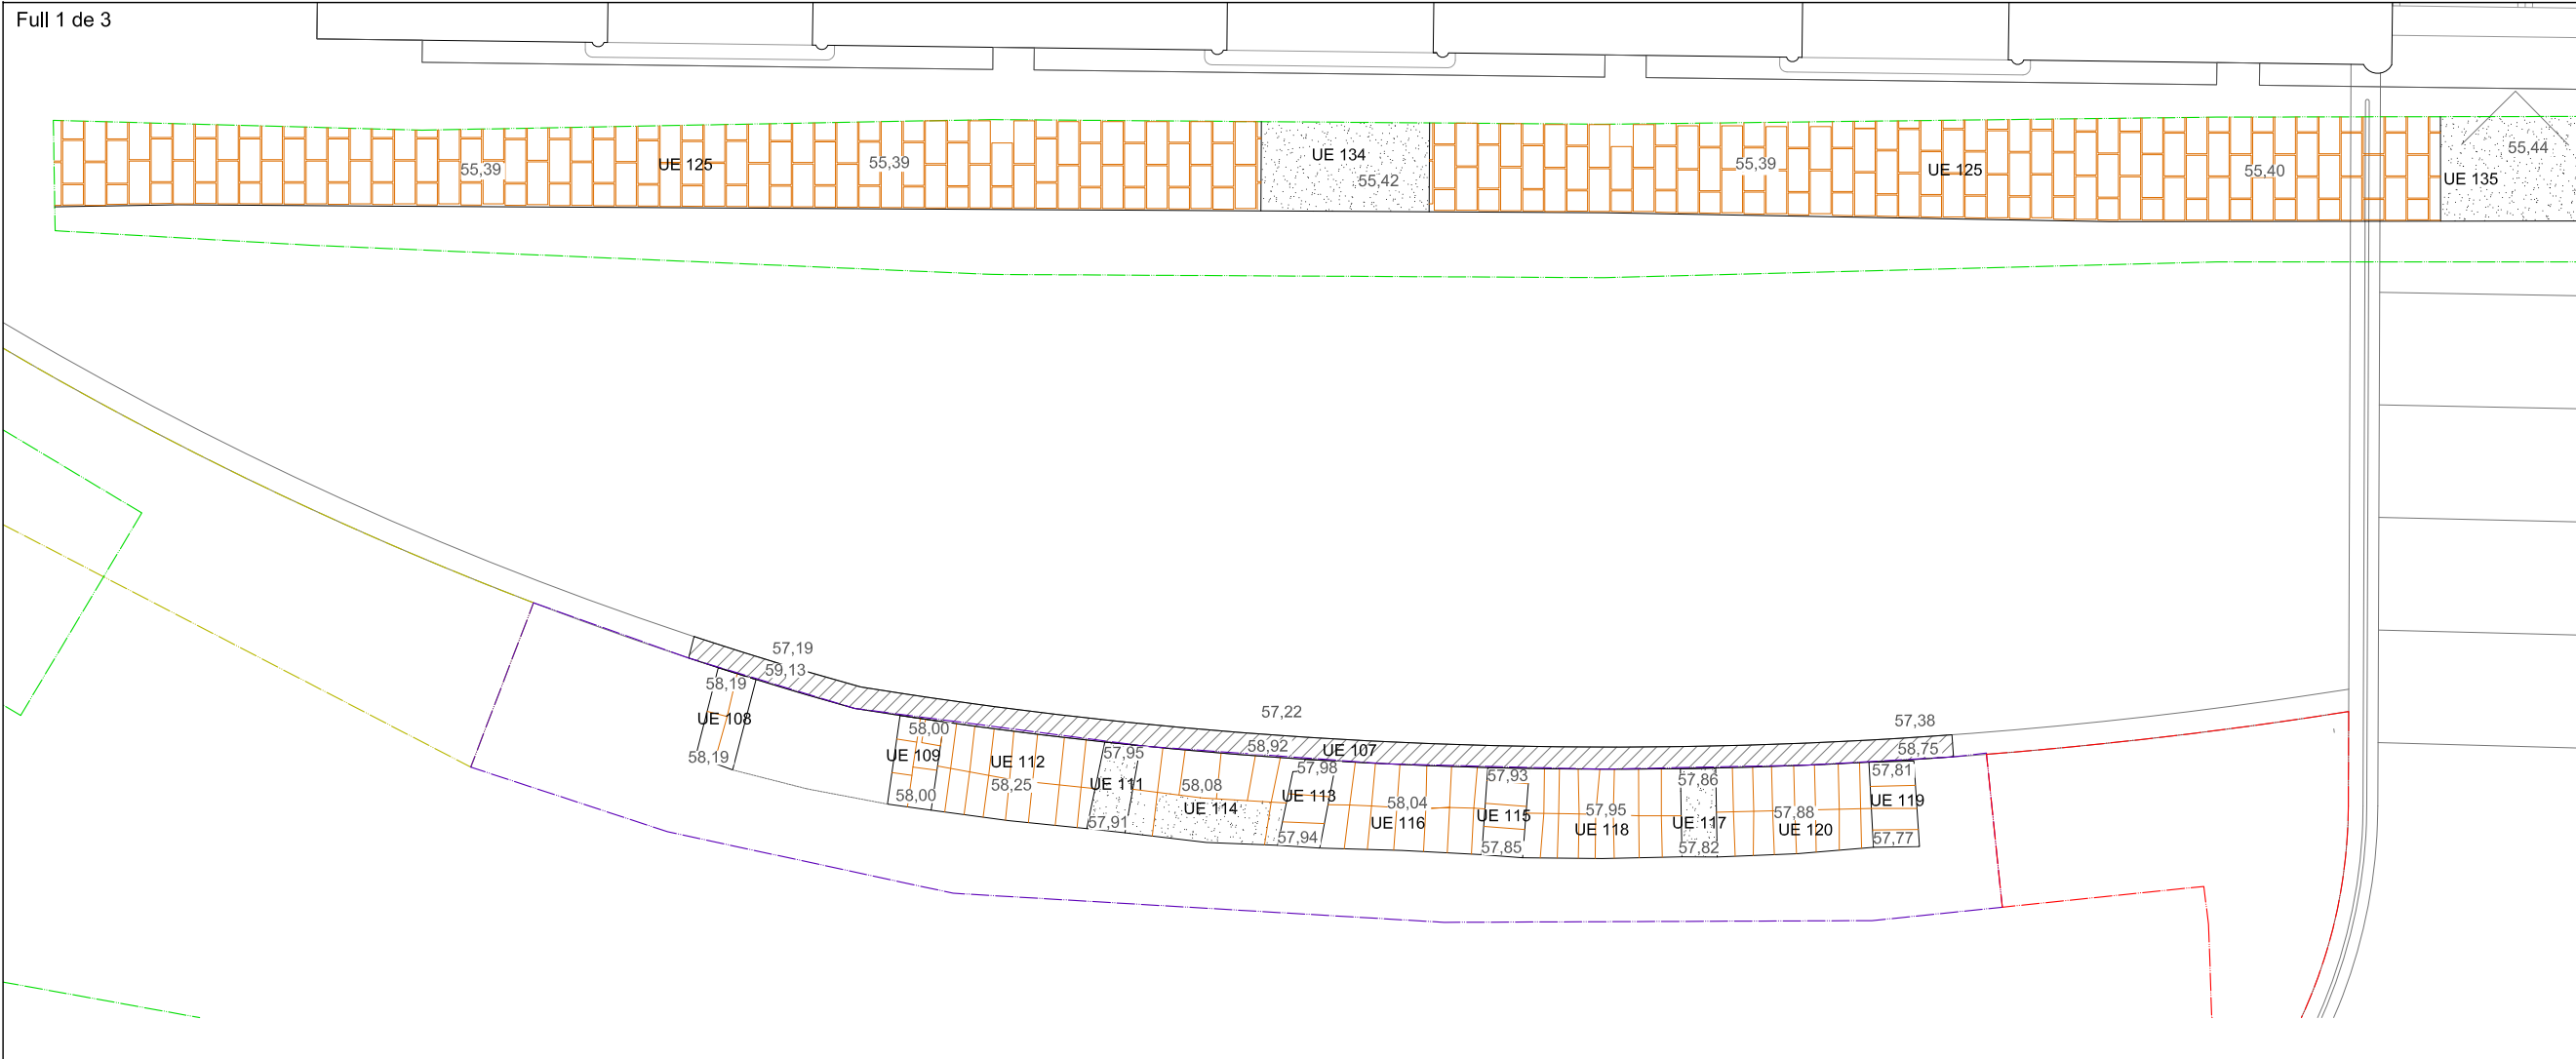 Full 1 de 3
55,39
UE 125
55,39
UE 134
55,42
55,39
UE 125
55,40
55,44
UE 135
57,19
59,13
58,19
UE 108
58,19
58,00
UE 109
58,00
UE 112
58,25
57,95
UE 111
57,91
58,08
UE 114
57,22
58,92
UE 107
57,98
UE 113
57,94
58,04
UE 116
57,93
UE 115
57,85
57,95
UE 118
57,86
UE 117
57,82
57,88
UE 120
57,38
58,75
57,81
UE 119
57,77